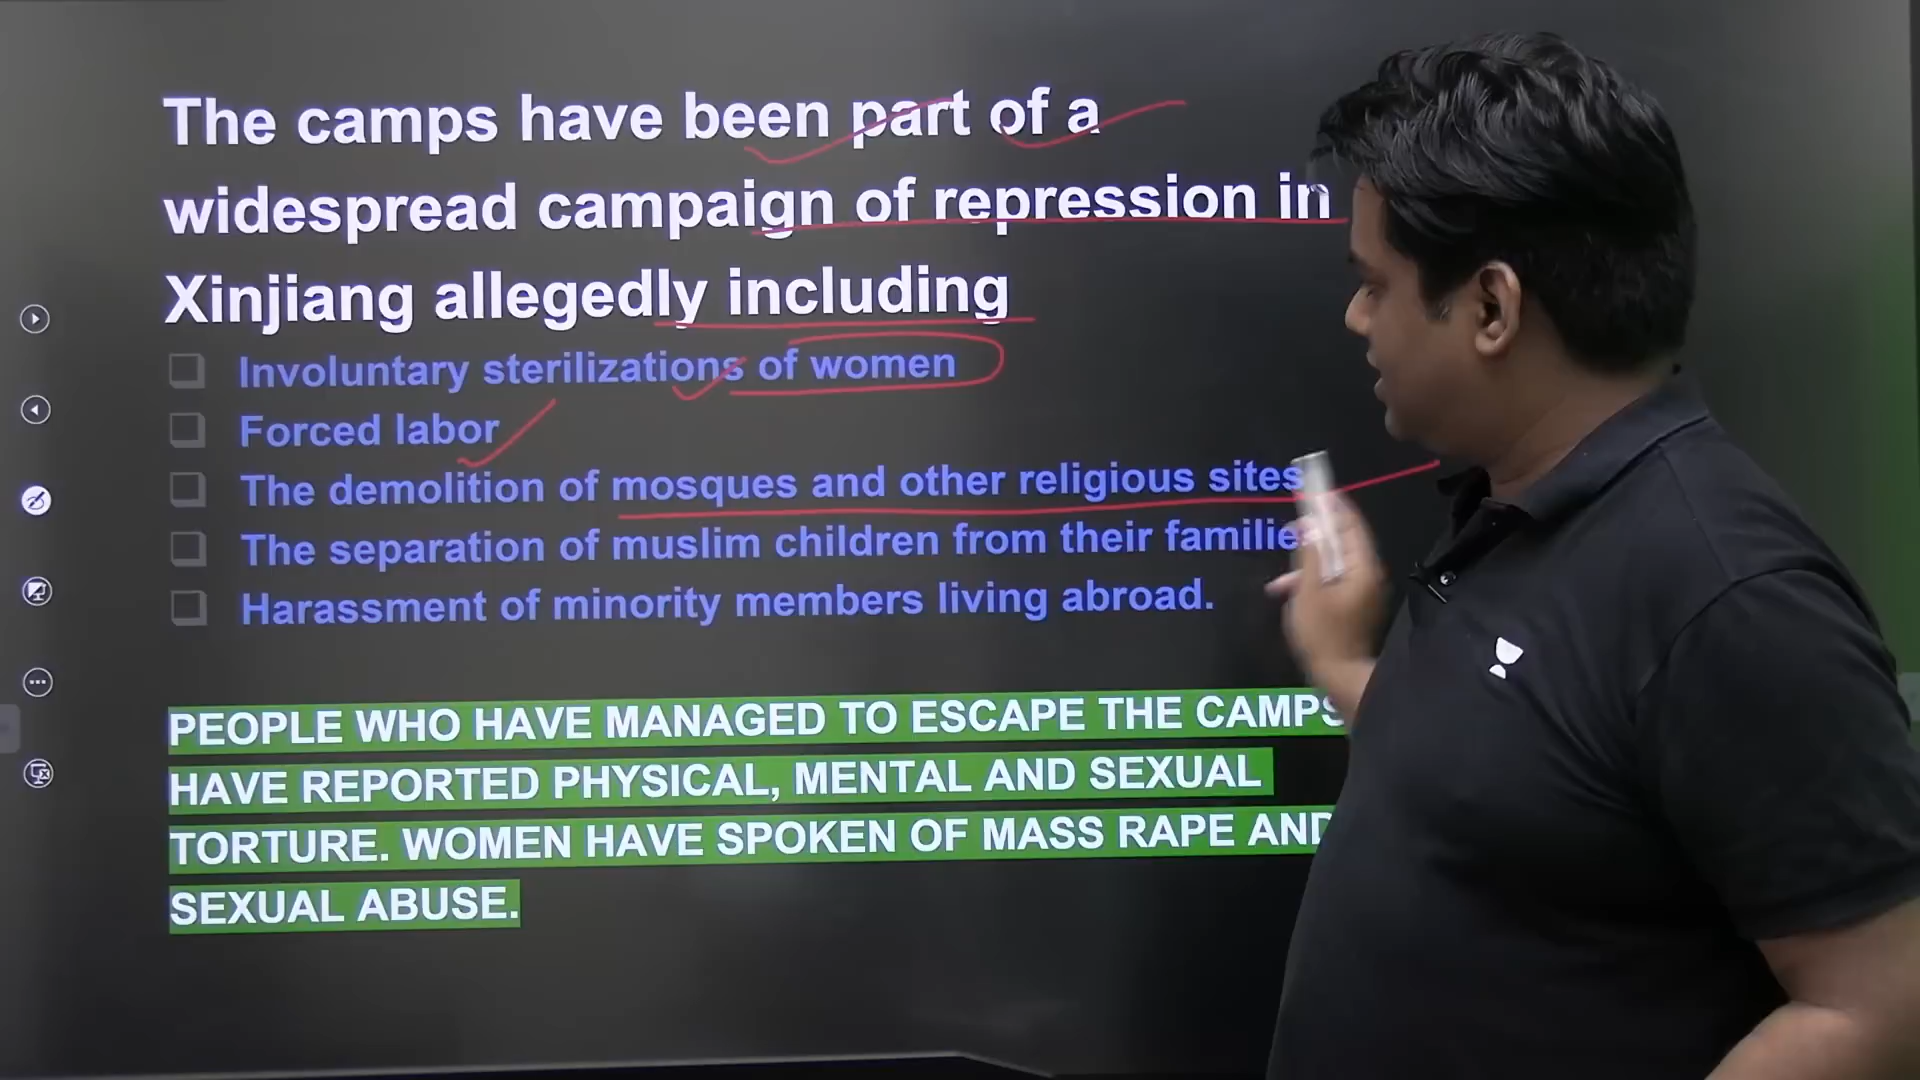 The camps have been part of a
widespread campaign of repression in
Xinjiang allegedly including
Involuntary sterilizations of women
Forced labor
The demolition of mosques and other religious sites
The separation of muslim children from their familie
Harassment of minority members living abroad.
PEOPLE WHO HAVE MANAGED TO ESCAPE THE CAMPS
HAVE REPORTED PHYSICAL, MENTAL AND SEXUAL
TORTURE. WOMEN HAVE SPOKEN OF MASS RAPE AND
SEXUAL ABUSE.